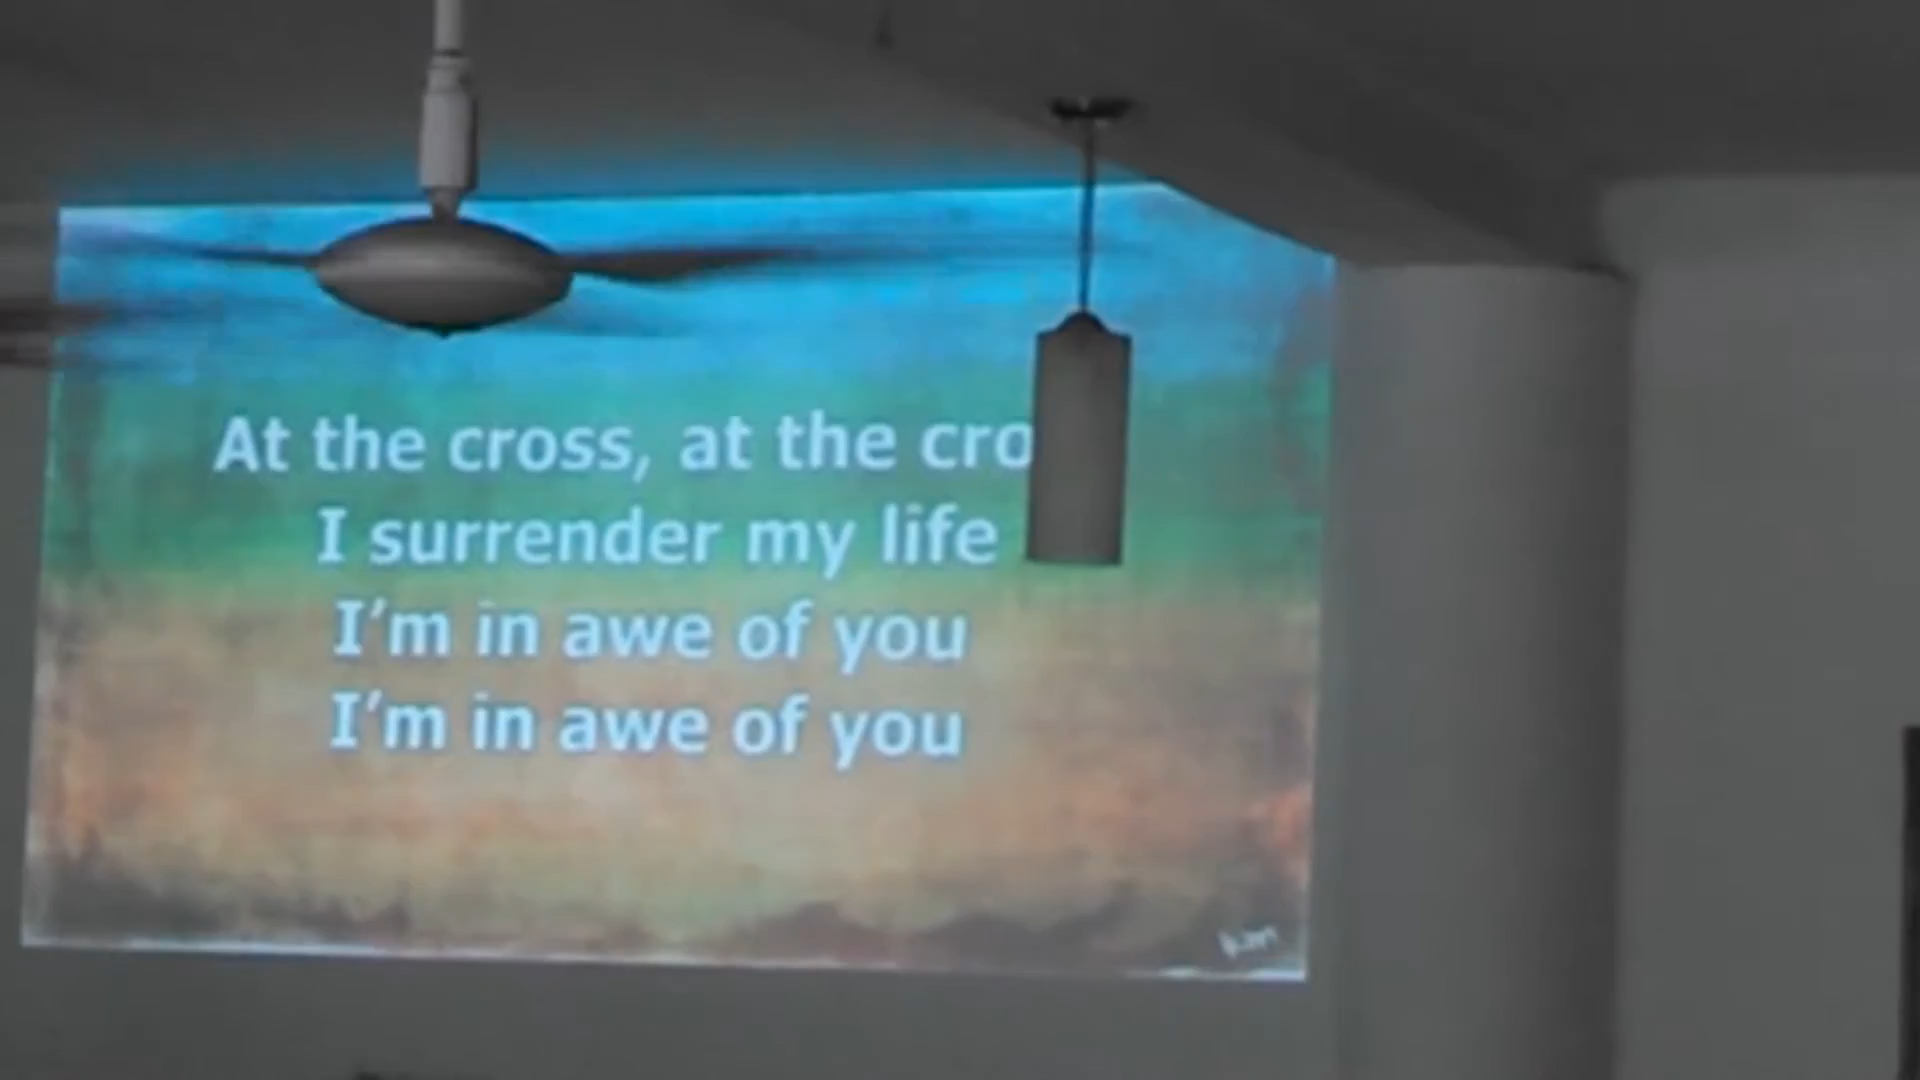 At the cross, at the cro
I surrender my life
I'm in awe of you
I'm in awe of you